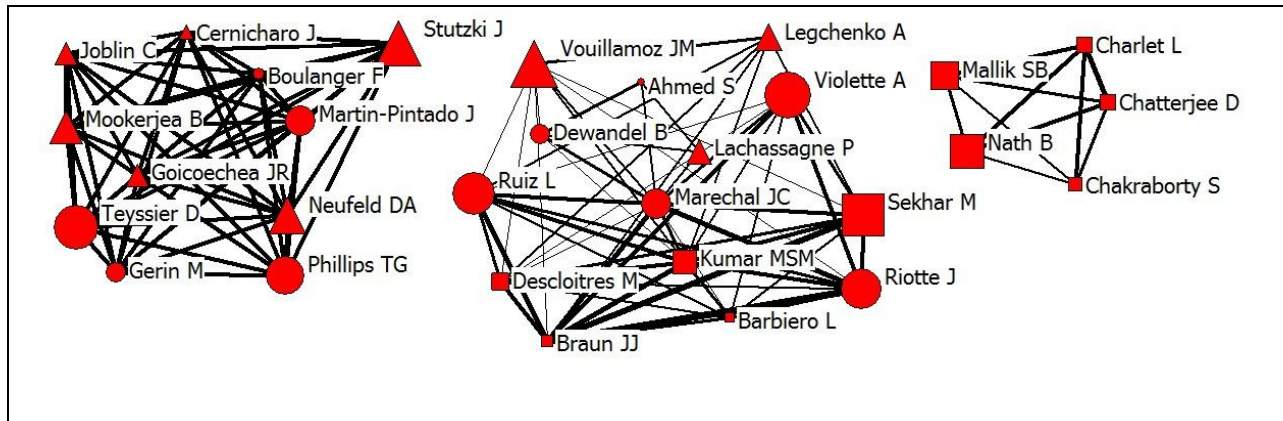 Stutzki J
Cernicharo J
Joblin C
Boulanger F
Martin-Pintado J
Mookerjea B
Goicoechea JR
Teyssier D
Neufeld DA
Gerin M
Phillips TG
Legchenko A
Vouillamoz JM
Ahmed S
Violette A
Dewandel B
Lachassagne P
Ruiz L
Marechal JC
Sekhar M
Kumar MSM
Descloitres M
Riotte J
Barbiero L
Braun JJ
Charlet L
Mallik SB
Chatterjee D
Nath B
Chakraborty S